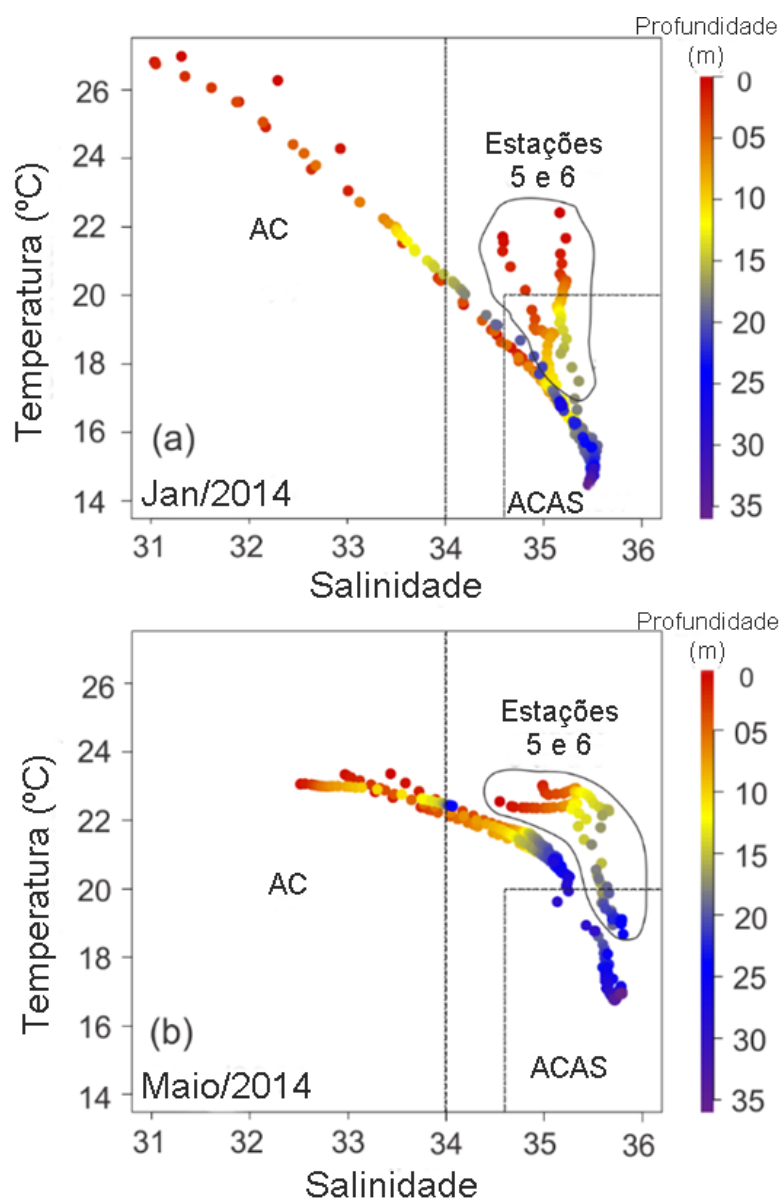 Profundidade
(m)
Temperatura (ºC)
26
24
22
20
18
16
14
AC
Estações
5 e 6
(a)
Jan/2014
ACAS
31 32 33 34 35 36
Salinidade
0
05
10
15
20
25
30
35
Profundidade
(m)
Temperatura (ºC)
26
24
22
20
18
16
14
Estações
5 e 6
AC
(b)
Maio/2014
ACAS
31 32 33 34 35 36
Salinidade
0
05
10
15
20
25
30
35